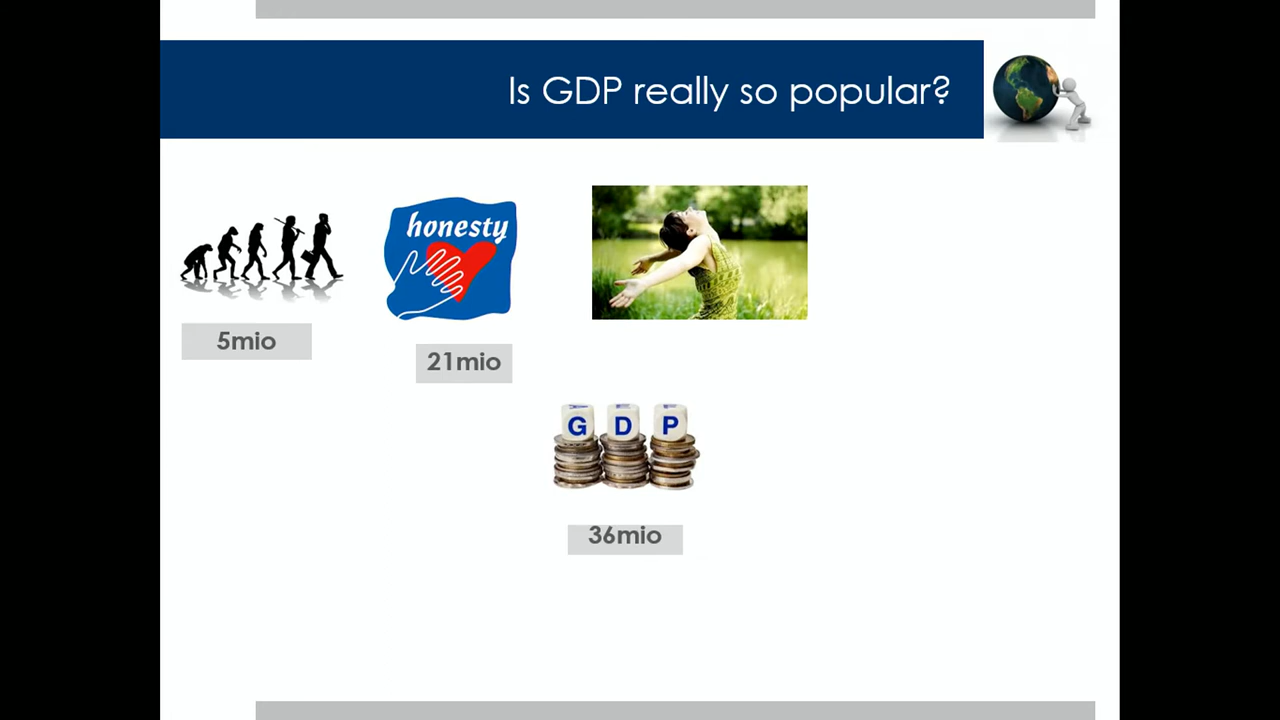 Is GDP really so popular?
honesty
5mio
21mio
G D P
36mio